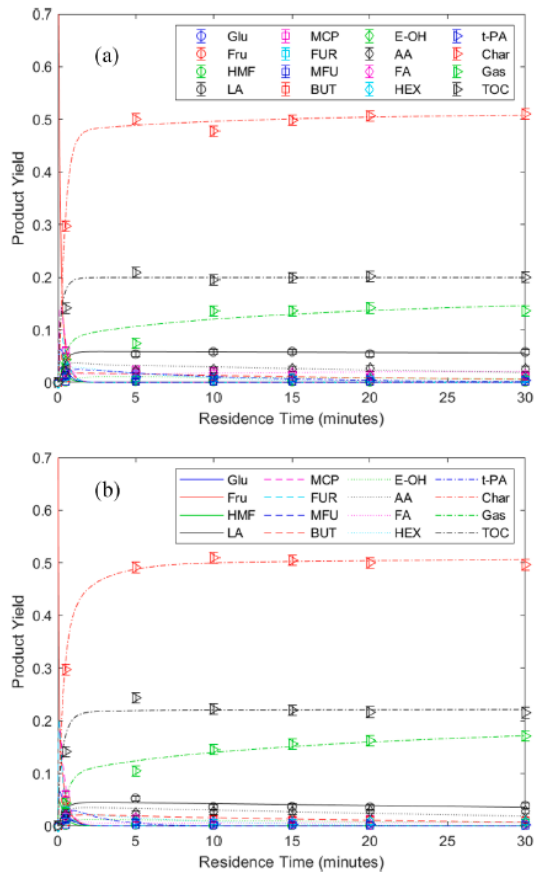 (a)
Glu MCP E-OH t-PA
Fru FUR AA Char
HMF MFU FA Gas
LA BUT HEX TOC
0.7
0.6
0.5
0.4
0.3
0.2
0.1
0
Product Yield
0 5 10 15 20 25 30
Residence Time (minutes)
(b)
Glu MCP E-OH t-PA
Fru FUR AA Char
HMF MFU FA Gas
LA BUT HEX TOC
0.7
0.6
0.5
0.4
0.3
0.2
0.1
0
Product Yield
0 5 10 15 20 25 30
Residence Time (minutes)